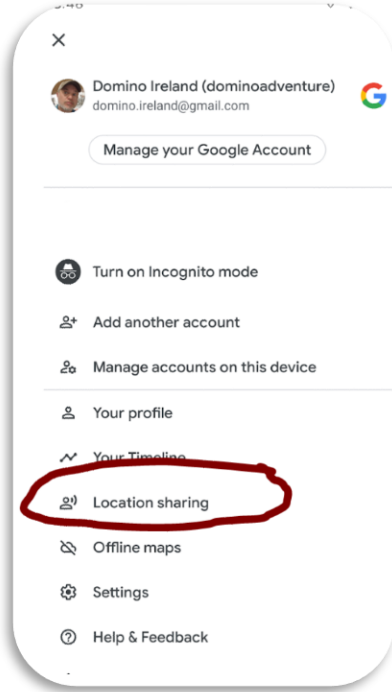 Domino Ireland (dominoadventure)
domino.ireland@gmail.com
Manage your Google Account
Turn on Incognito mode
Add another account
Manage accounts on this device
Your profile
Your Timeline
Location sharing
Offline maps
Settings
Help & Feedback